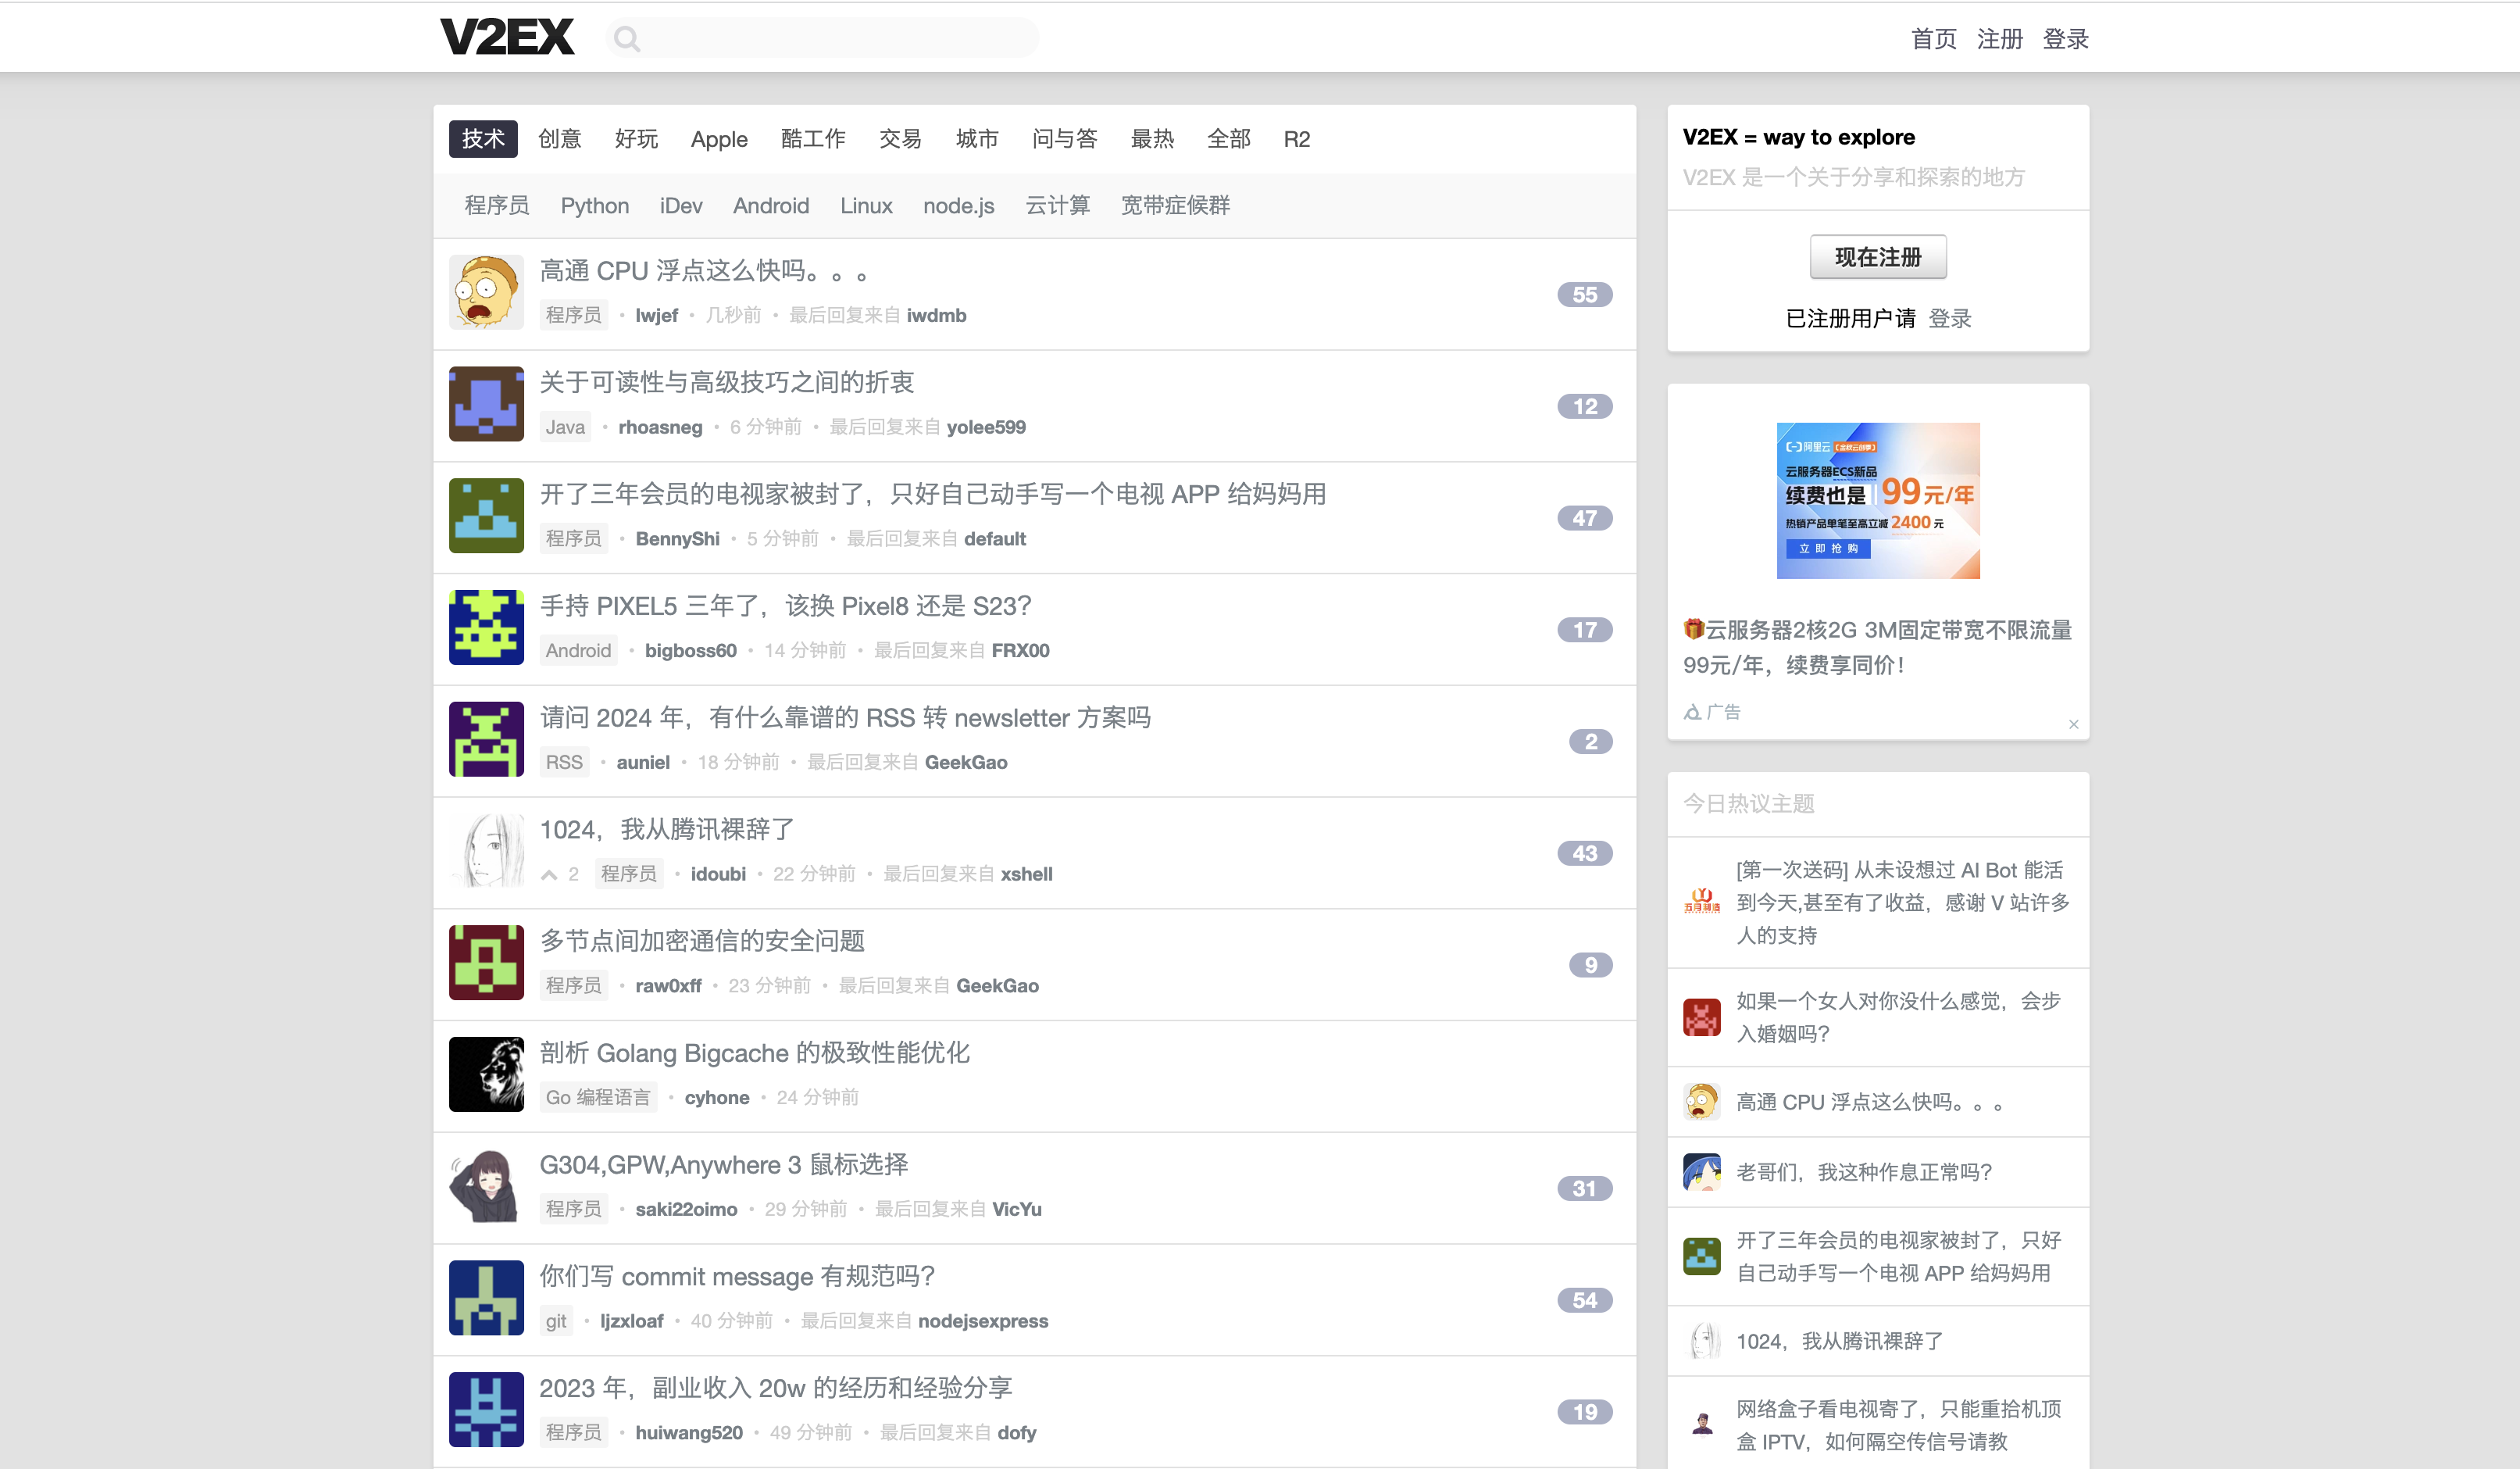 V2EX
首页 注册 登录
技术 创意 好玩 Apple 酷工作 交易 城市 问与答 最热 全部 R2
程序员 Python iDev Android Linux node.js 云计算 宽带症候群
高通 CPU 浮点这么快吗。。。
程序员 • lwjef • 几秒前 • 最后回复来自 iwdmb
55
关于可读性与高级技巧之间的折衷
Java • rhoasneg • 6 分钟前 • 最后回复来自 yolee599
12
开了三年会员的电视家被封了，只好自己动手写一个电视 APP 给妈妈用
程序员 • BennyShi • 5 分钟前 • 最后回复来自 default
47
手持 PIXEL5 三年了，该换 Pixel8 还是 S23？
Android • bigboss60 • 14 分钟前 • 最后回复来自 FRX00
17
请问 2024 年，有什么靠谱的 RSS 转 newsletter 方案吗
RSS • auniel • 18 分钟前 • 最后回复来自 GeekGao
2
1024，我从腾讯裸辞了
2 程序员 • idoubi • 22 分钟前 • 最后回复来自 xshell
43
多节点间加密通信的安全问题
程序员 • raw0xff • 23 分钟前 • 最后回复来自 GeekGao
9
剖析 Golang Bigcache 的极致性能优化
Go 编程语言 • cyhone • 24 分钟前
G304,GPW,Anywhere 3 鼠标选择
程序员 • saki22oimo • 29 分钟前 • 最后回复来自 VicYu
31
你们写 commit message 有规范吗？
git • ljzxloaf • 40 分钟前 • 最后回复来自 nodejsexpress
54
2023 年，副业收入 20w 的经历和经验分享
程序员 • huiwang520 • 49 分钟前 • 最后回复来自 dofy
19
V2EX = way to explore
V2EX 是一个关于分享和探索的地方
现在注册
已注册用户请 登录
阿里云 【金秋云创季】
云服务器ECS新品
续费也是 99元/年
热销产品单笔至高立减 2400 元
立即抢购
云服务器2核2G 3M固定带宽不限流量
99元/年，续费享同价！
广告
×
今日热议主题
[第一次送码] 从未设想过 AI Bot 能活
到今天,甚至有了收益，感谢 V 站许多
人的支持
如果一个女人对你没什么感觉，会步
入婚姻吗？
高通 CPU 浮点这么快吗。。。
老哥们，我这种作息正常吗？
开了三年会员的电视家被封了，只好
自己动手写一个电视 APP 给妈妈用
1024，我从腾讯裸辞了
网络盒子看电视寄了，只能重拾机顶
盒 IPTV，如何隔空传信号请教